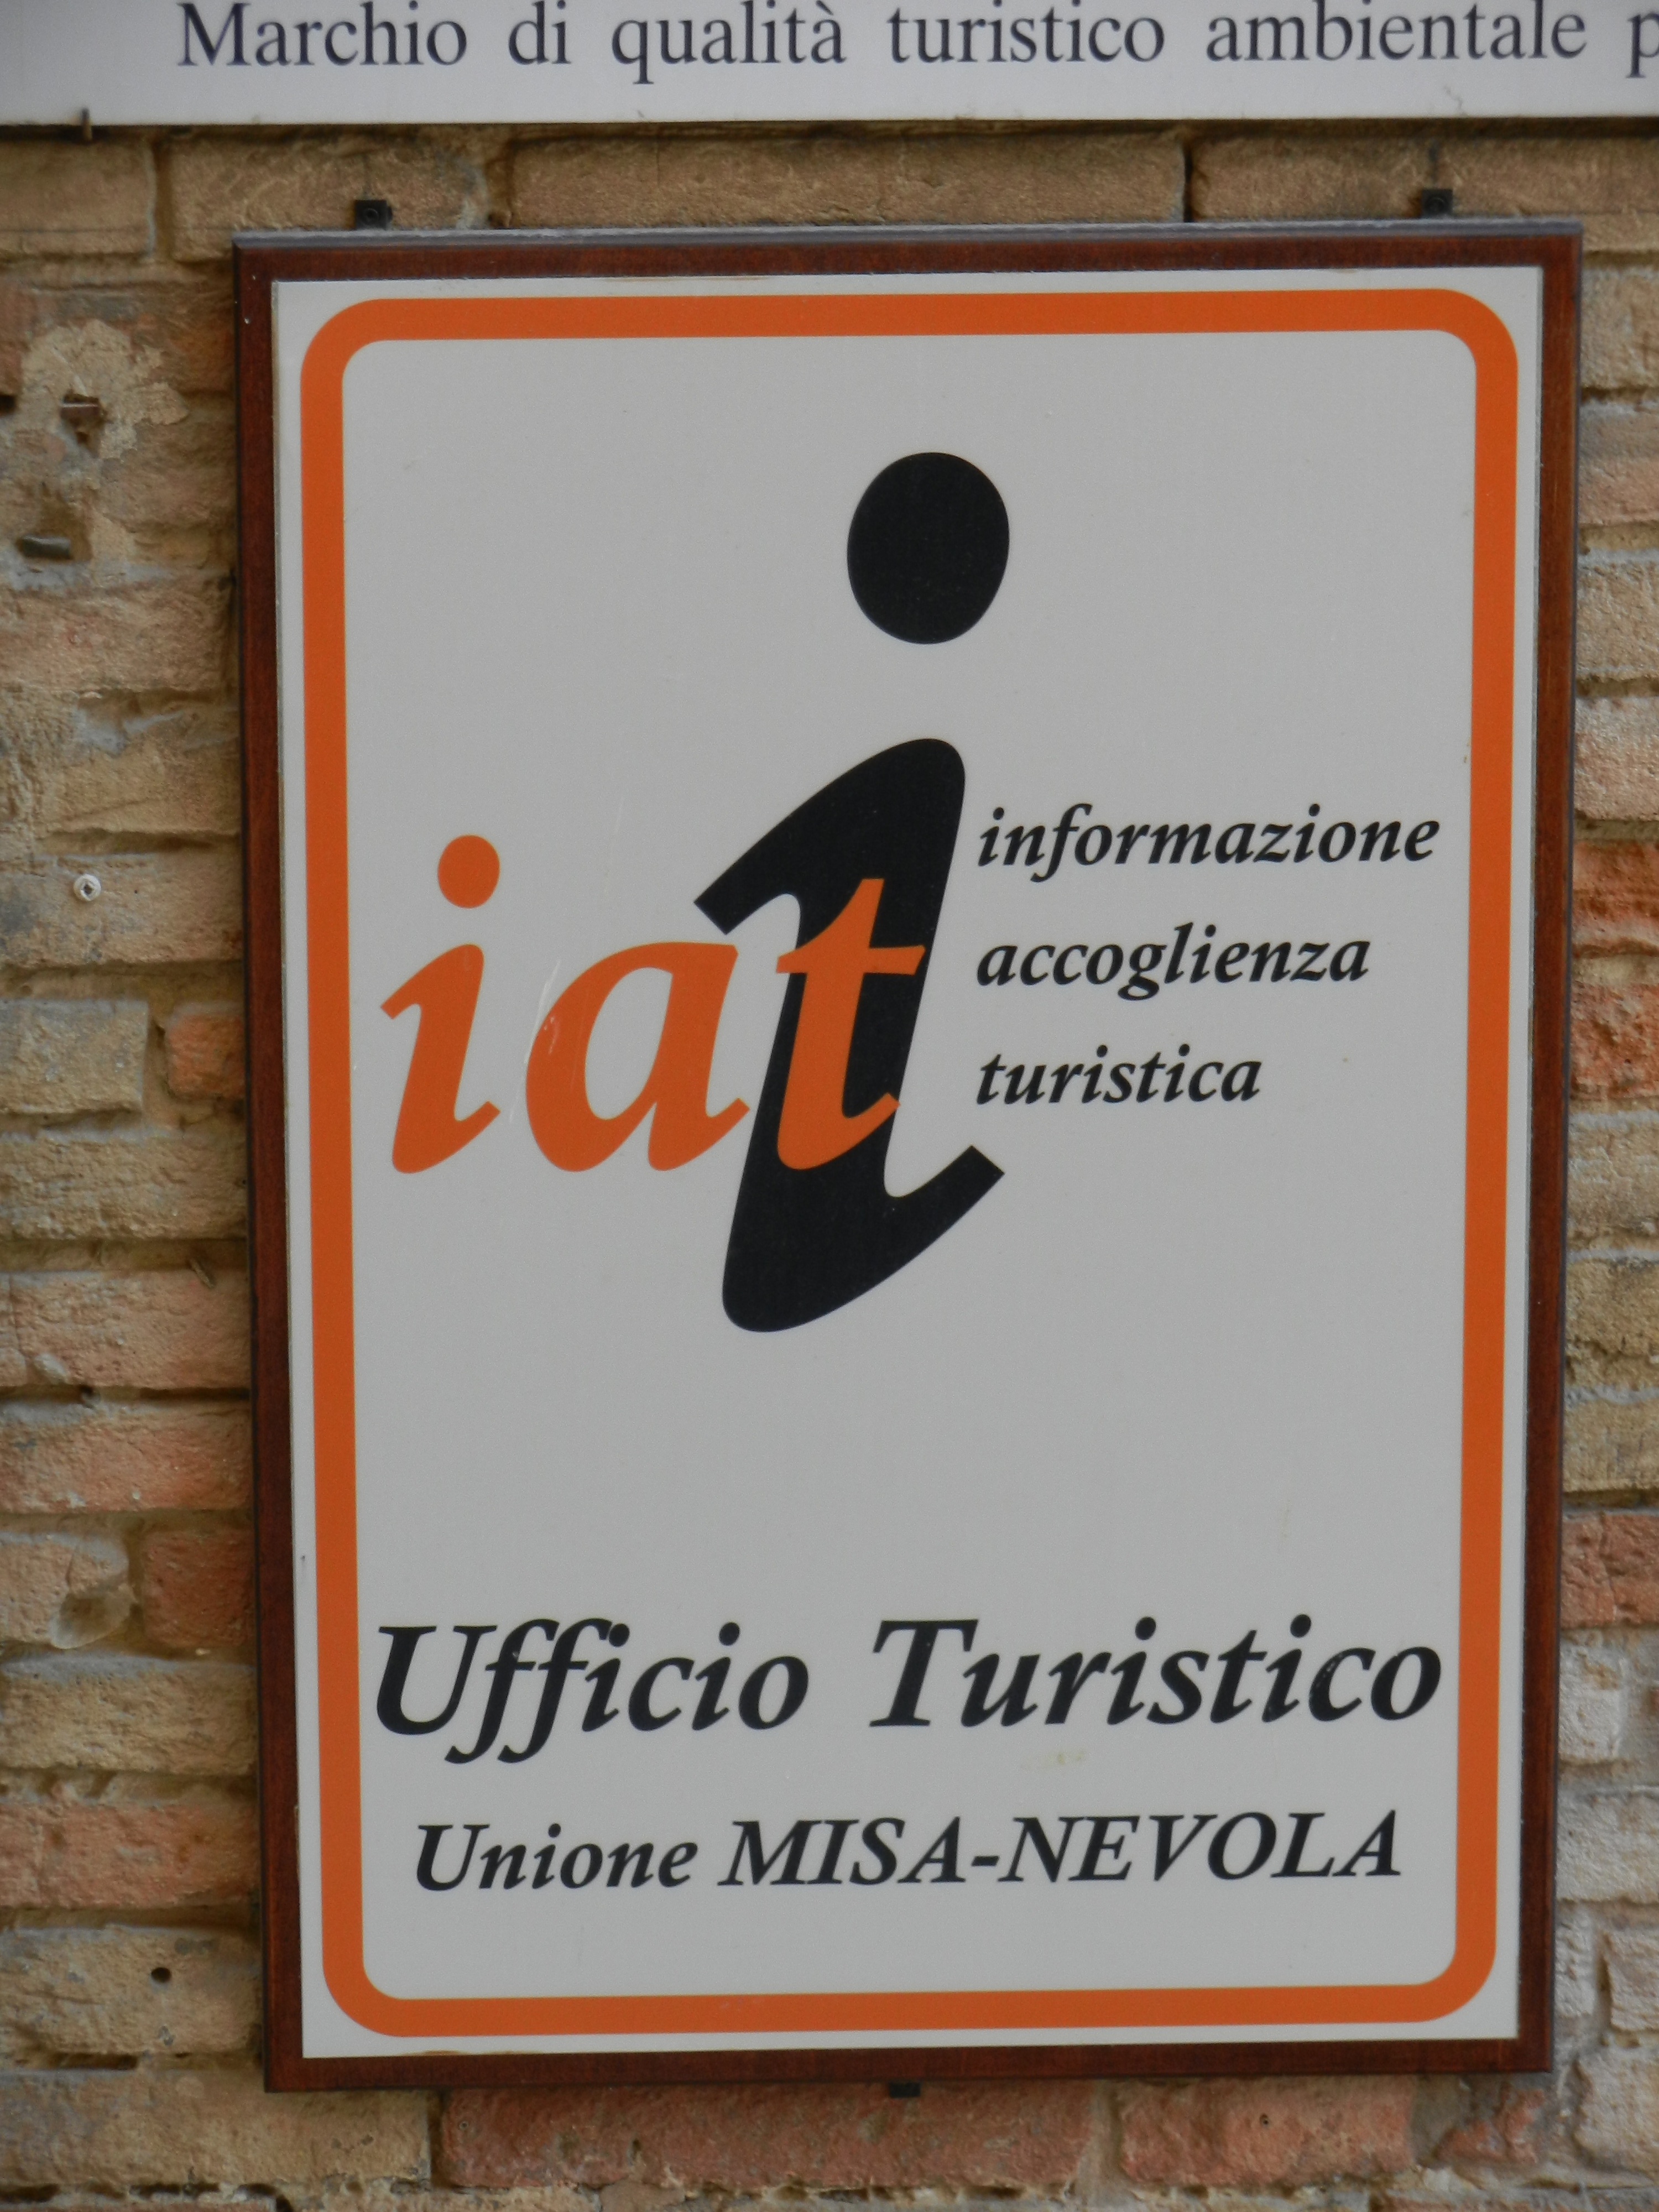 Marchio di qualità turistico ambientale
i
iat
informazione
accoglienza
turistica
Ufficio Turistico
Unione MISA-NEVOLA